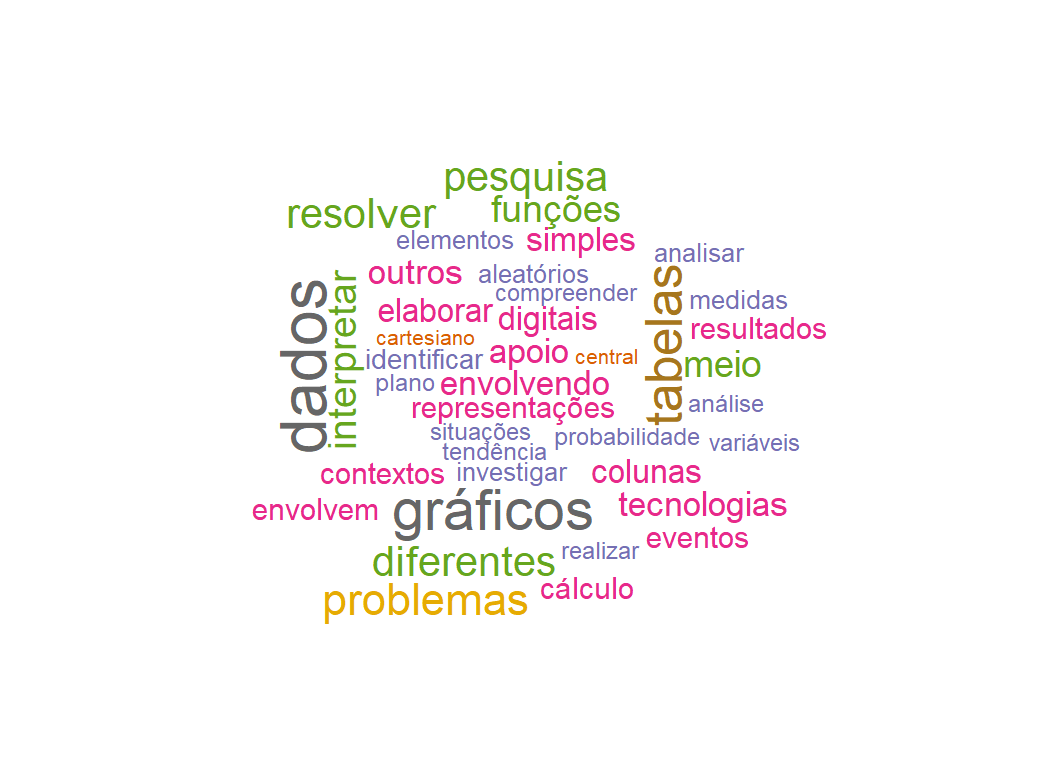 pesquisa
resolver
funções
elementos
simples
analisar
outros
aleatórios
dados
interpretar
compreender
tabelas
medidas
elaborar
digitais
resultados
cartesiano
identificar
apoio
central
meio
plano
envolvendo
representações
análise
situações
probabilidade
variáveis
tendência
contextos
investigar
colunas
envolvem
gráficos
tecnologias
eventos
diferentes
realizar
problemas
cálculo